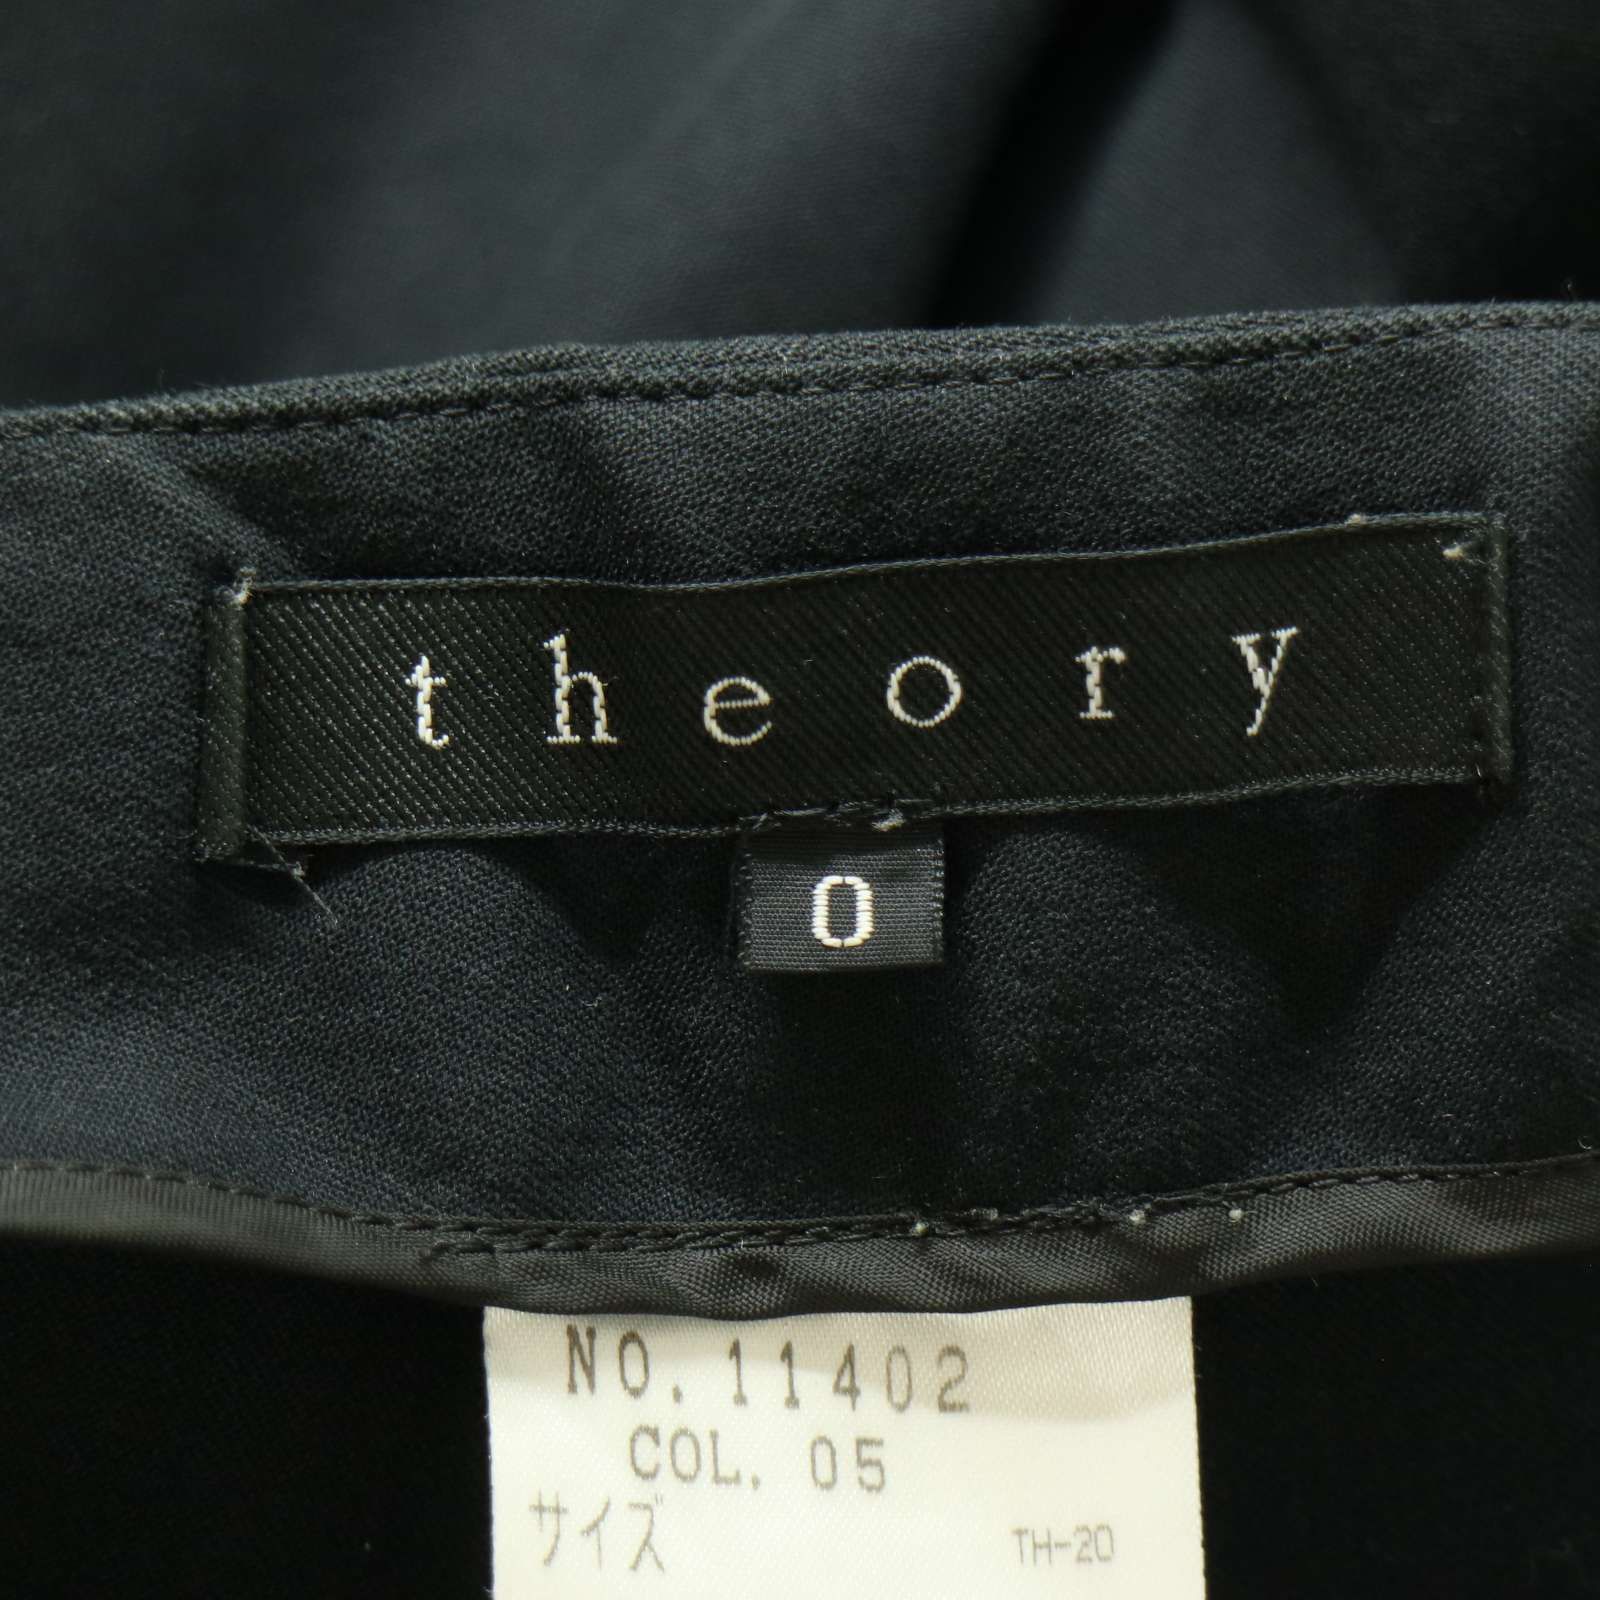 theory
0
NO. 11402
COL. 05
サイズ TH-20